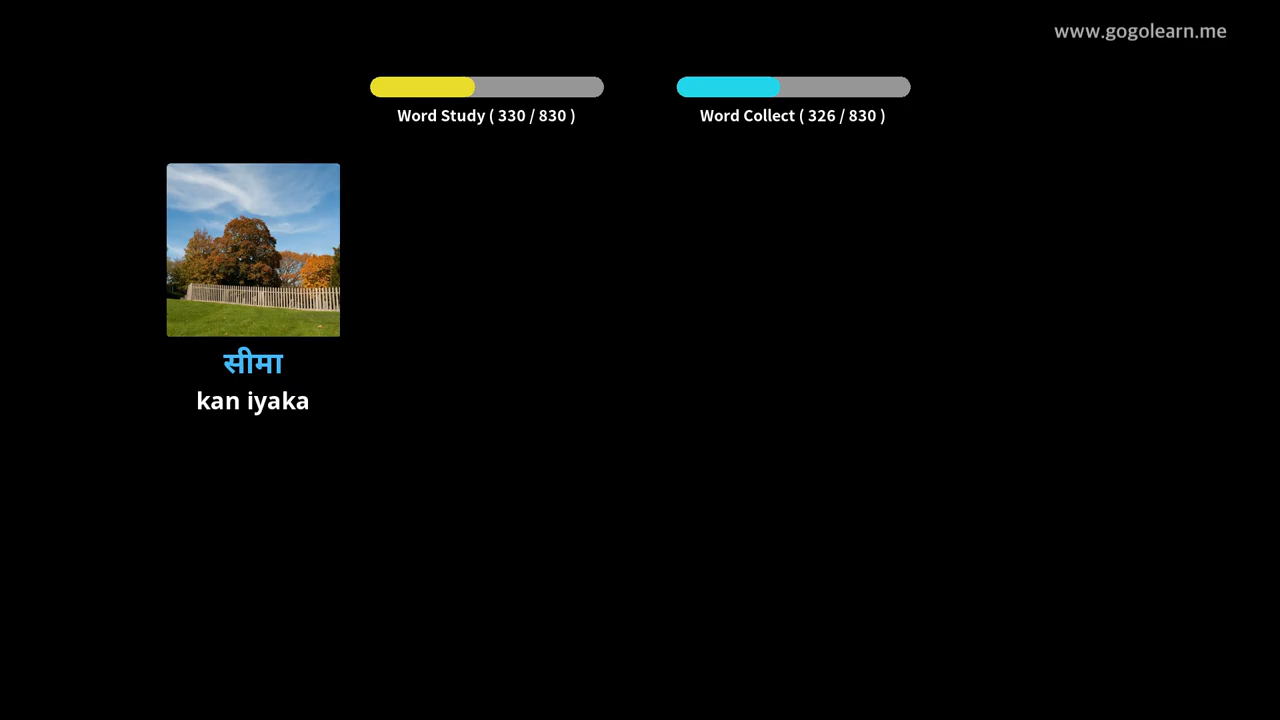 www.gogolearn.me
Word Study ( 330 / 830 )
Word Collect ( 326 / 830 )
सीमा
kan iyaka